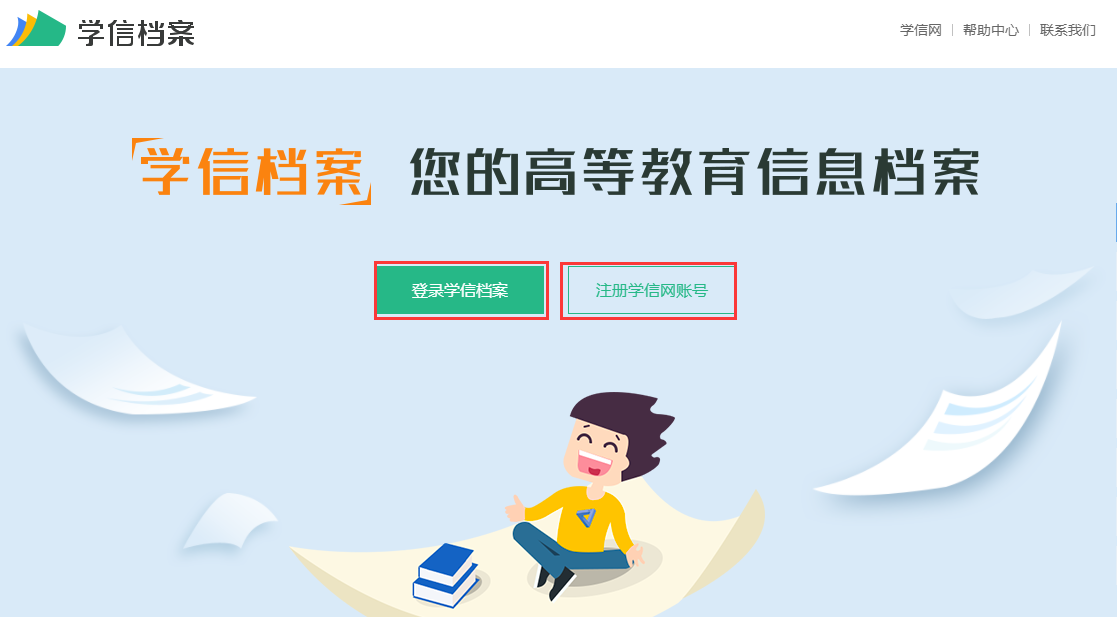 学信档案
学信网 | 帮助中心 | 联系我们
学信档案 您的高等教育信息档案
登录学信档案 注册学信网账号